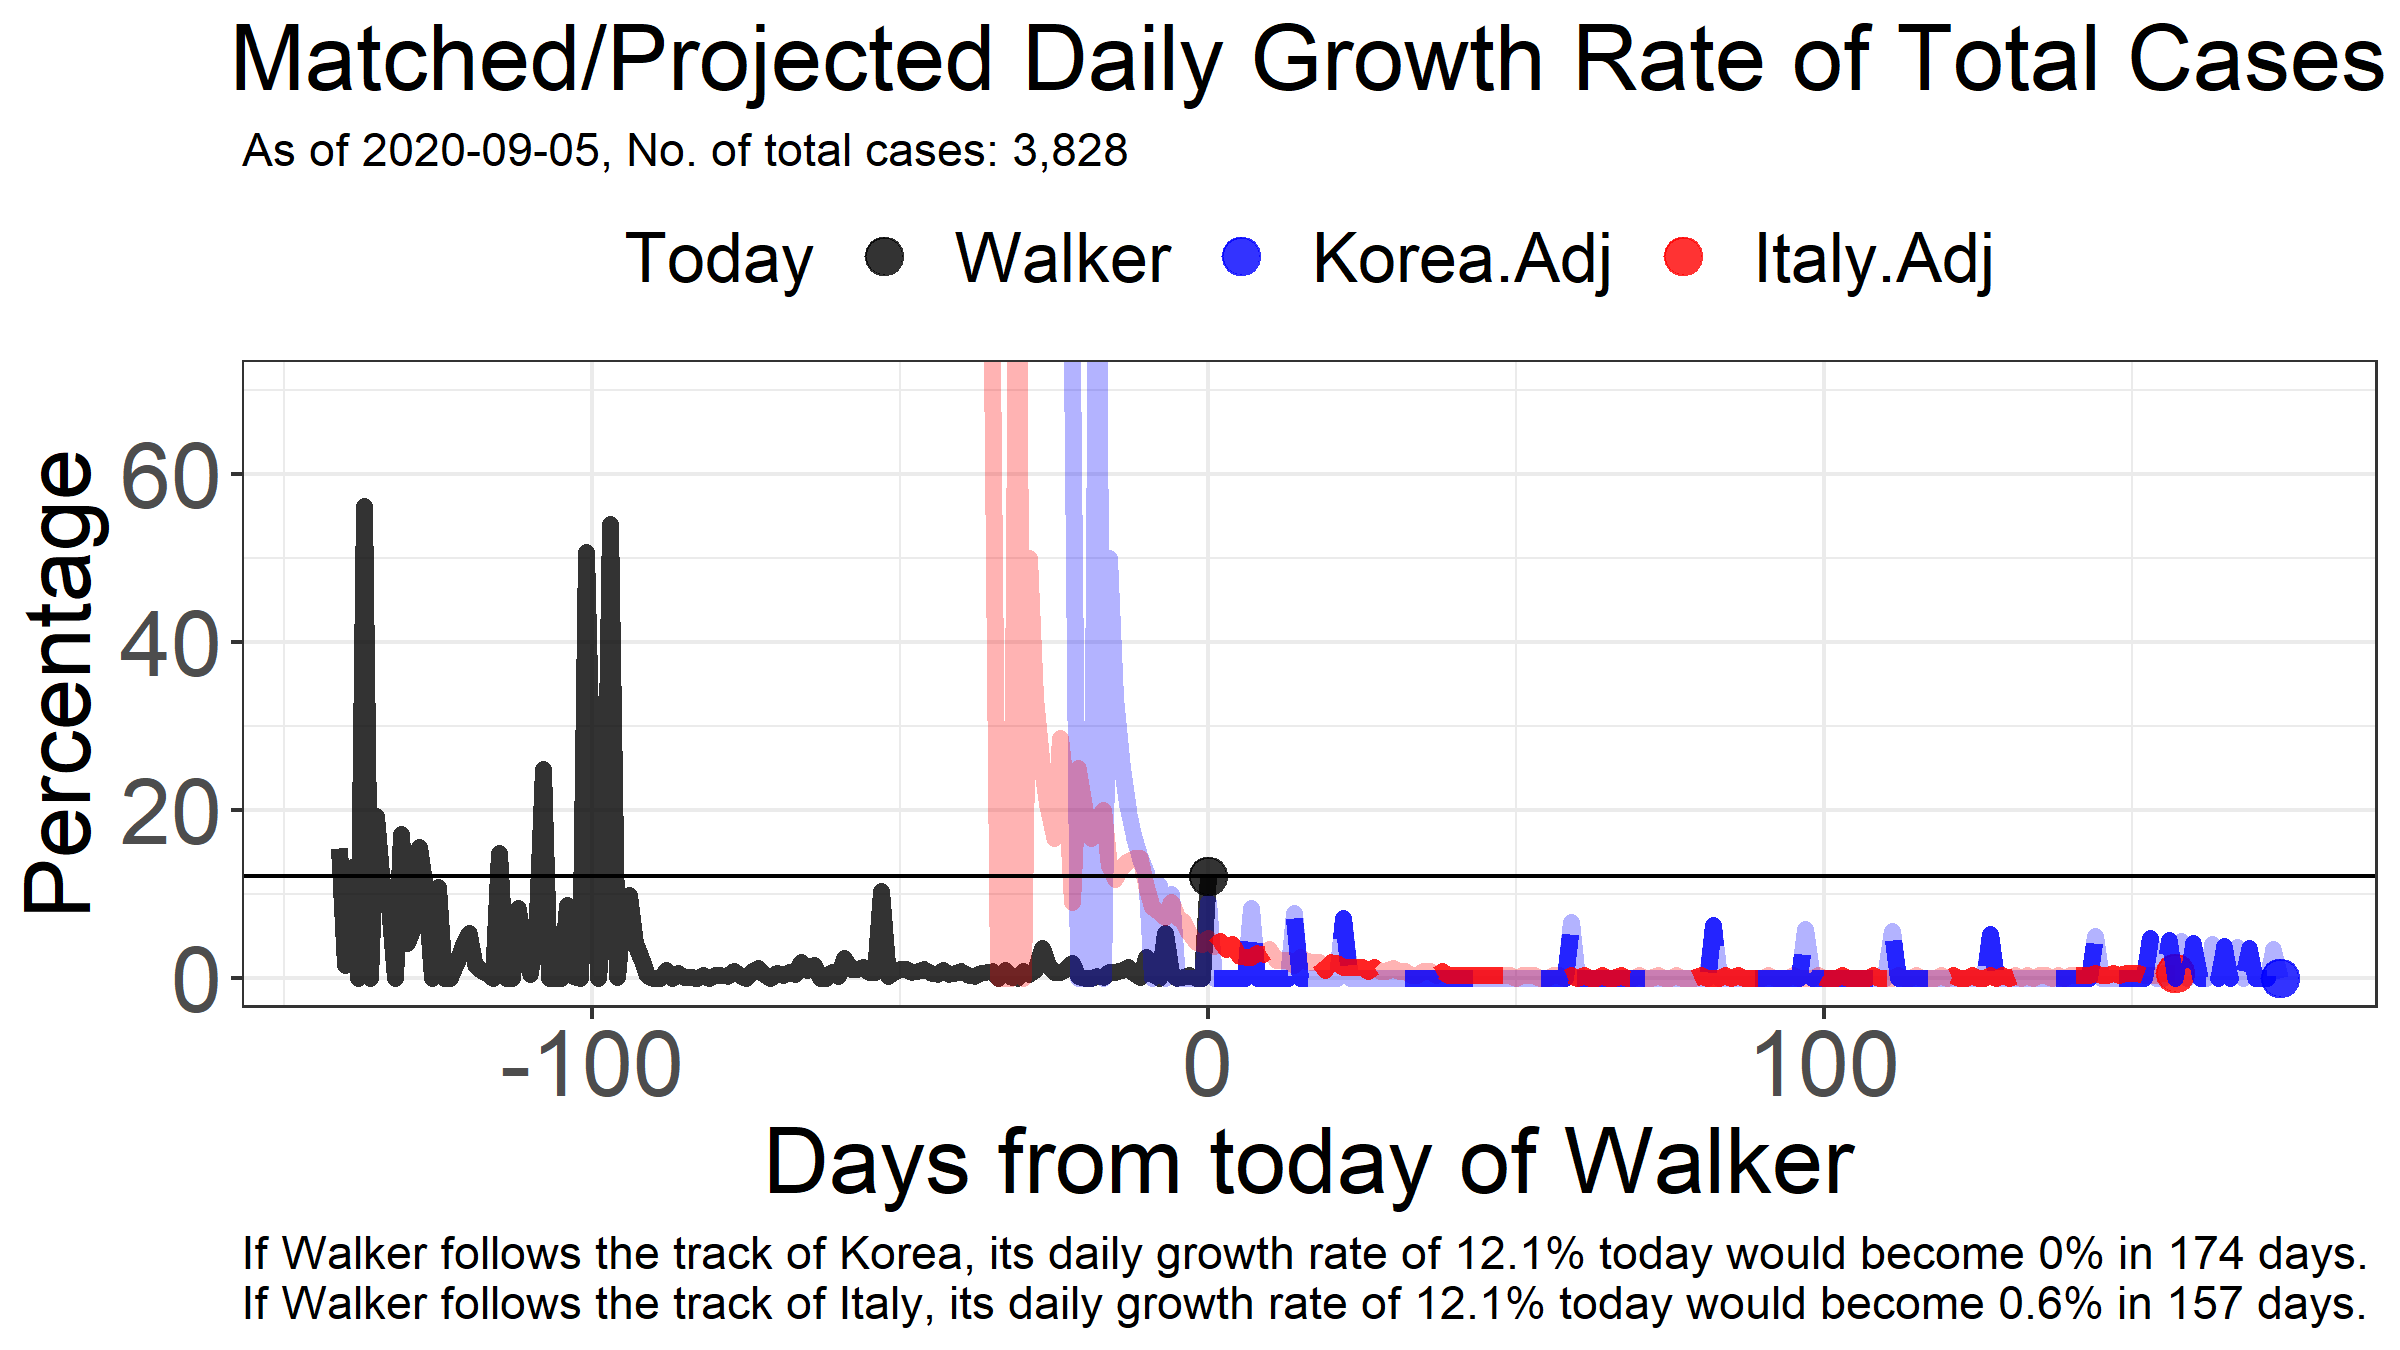 Matched/Projected Daily Growth Rate of Total Cases
As of 2020-09-05, No. of total cases: 3,828
Today Walker Korea.Adj Italy.Adj
Percentage
60
40
20
0
-100 0 100
Days from today of Walker
If Walker follows the track of Korea, its daily growth rate of 12.1% today would become 0% in 174 days.
If Walker follows the track of Italy, its daily growth rate of 12.1% today would become 0.6% in 157 days.